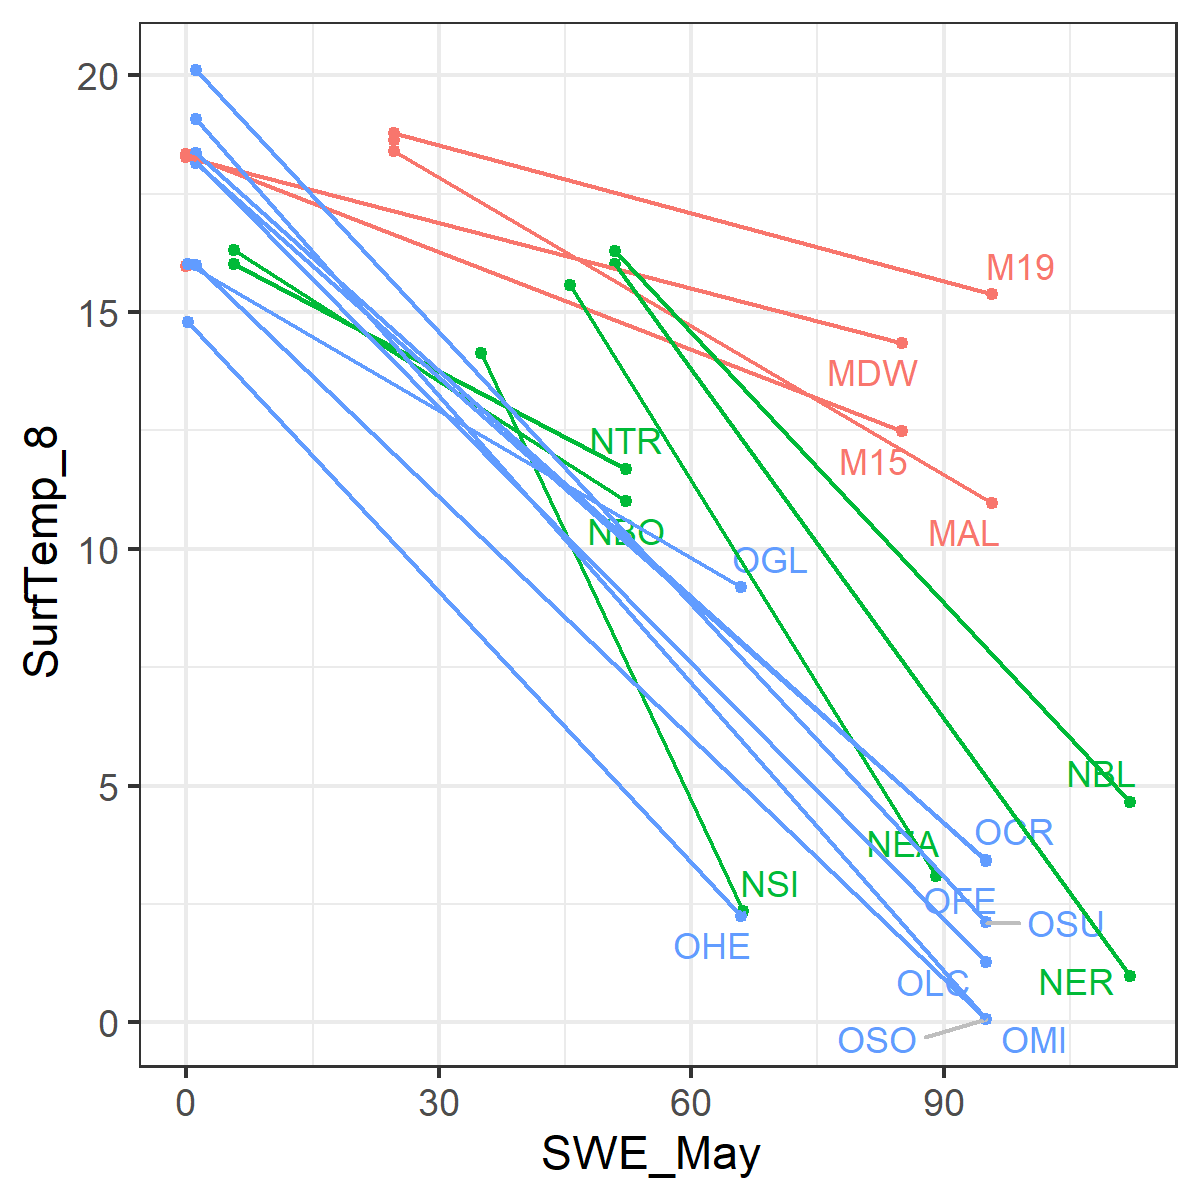 20
15
10
5
0
SurfTemp_8
M19
MDW
M15
MAL
NTR
NBO
OGL
NBL
OCR
NEA
NSI
OFE
OSU
OHE
OLC
NER
OSO
OMI
0
30
60
90
SWE_May